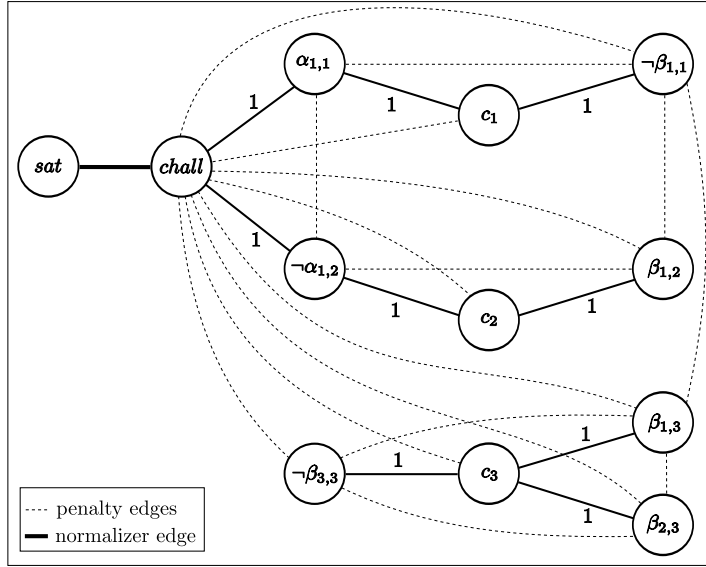 α₁,₁
¬β₁,₁
1
1
1
c₁
sat
chall
1
¬α₁,₂
β₁,₂
1
1
c₂
β₁,₃
1
1
¬β₃,₃
c₃
1
β₂,₃
penalty edges
normalizer edge